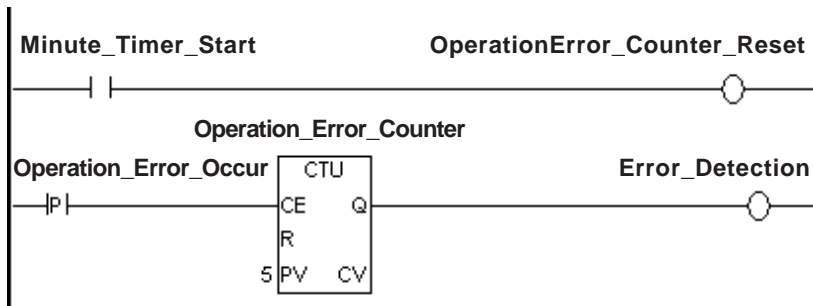 Minute_Timer_Start OperationError_Counter_Reset
Operation_Error_Counter
Operation_Error_Occur CTU Error_Detection
P CE Q
R
5 PV CV